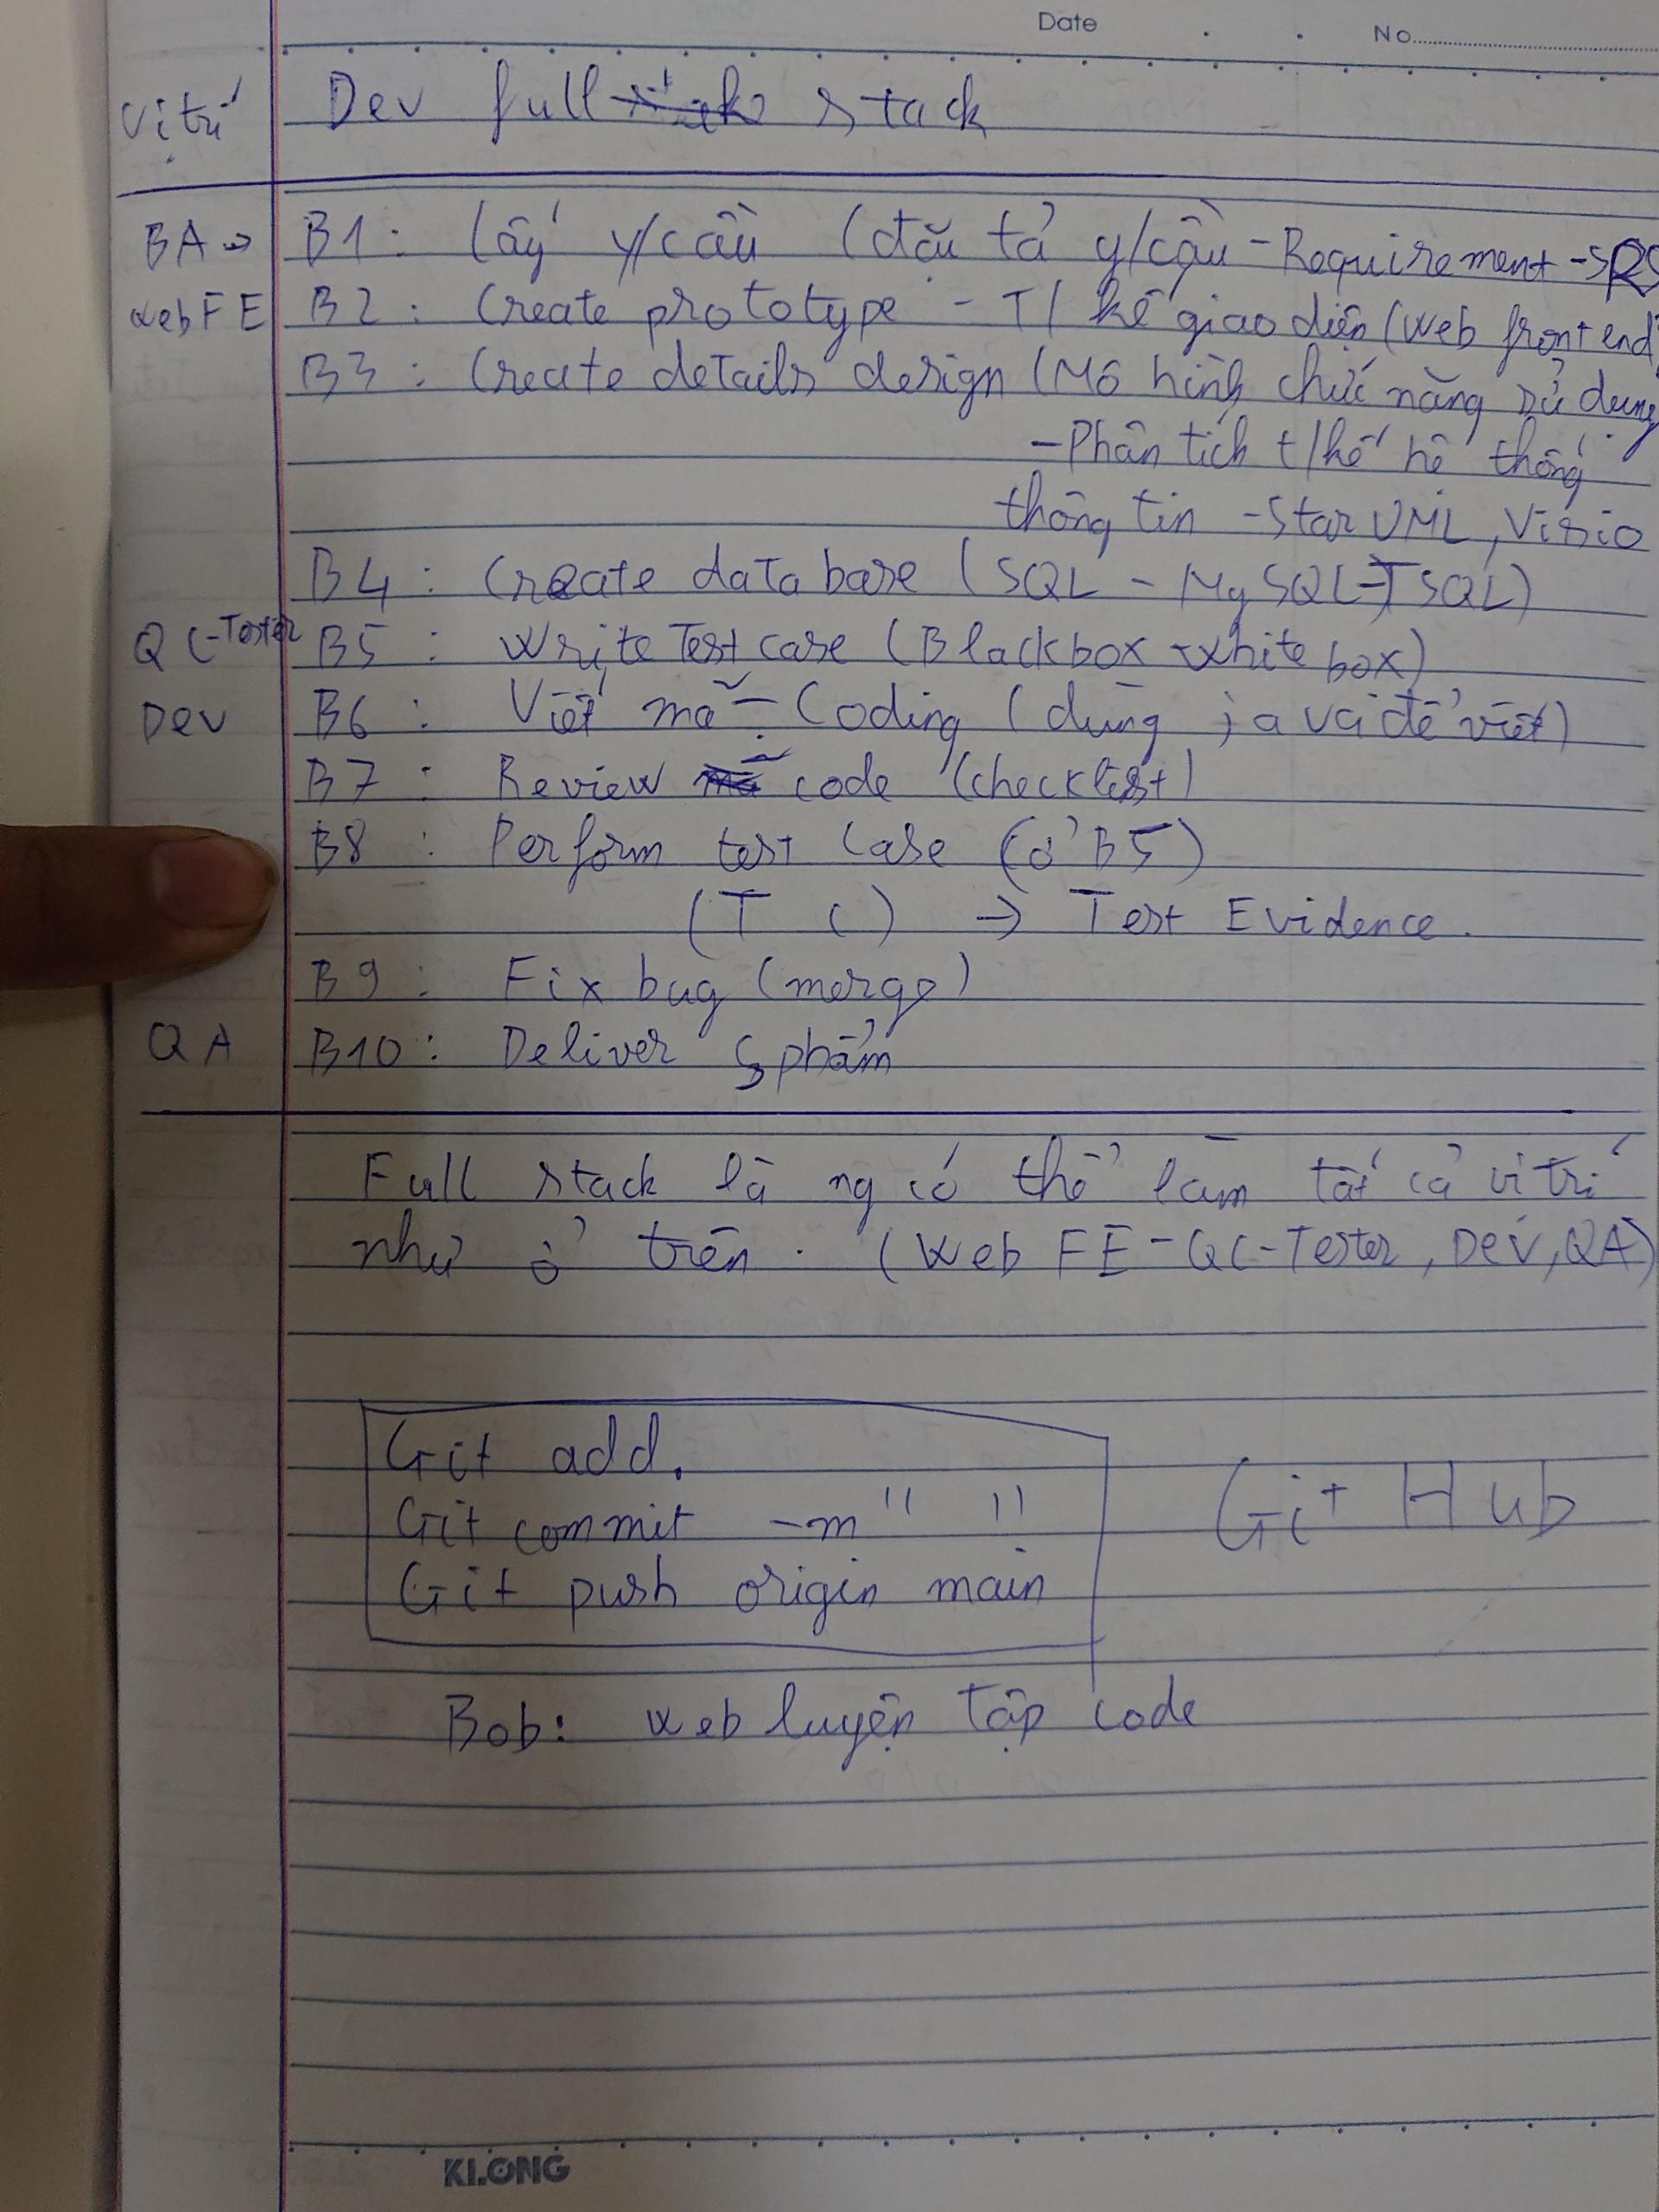 Date . . No
Vị trí Dev full stack
BA → B1: Lấy y/cầu (đặc tả y/cầu - Requirement - SRS
web FE B2: Create prototype - T/kế giao diện (web front end)
B3: Create details design (Mô hình chức năng sử dụng
- Phân tích t/kế hệ thống
thông tin - Star UML, Visio
B4: Create database (SQL - MySQL - TSQL)
QC-Tester B5: Write Test case (Blackbox - white box)
Dev B6: Viết mã - Coding (dùng java để viết)
B7: Review code (checklist)
B8: Perform test case (ở B5)
(TC) → Test Evidence.
B9: Fix bug (merge)
QA B10: Deliver sphẩm
Full stack là ng có thể làm tất cả vị trí
như ở trên. (Web FE - QC-Tester, Dev, QA)
Git add.
Git commit -m" "
Git push origin main
Git Hub
Bob: web luyện tập code
KLONG